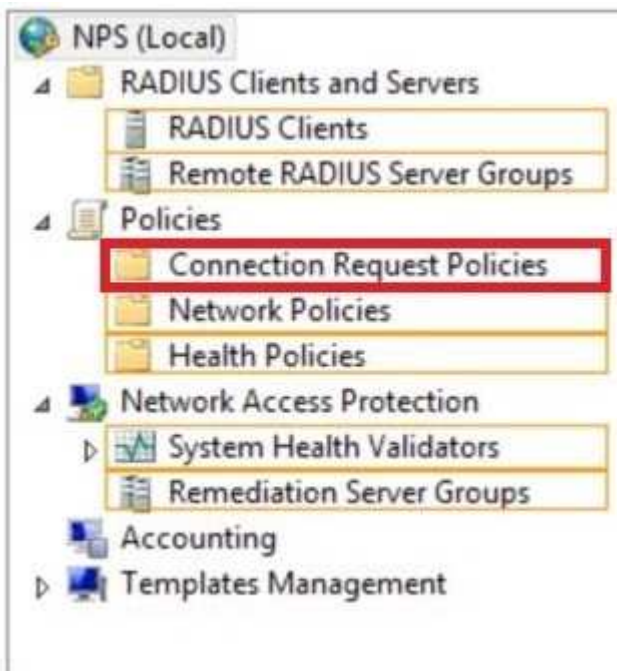 NPS (Local)
RADIUS Clients and Servers
RADIUS Clients
Remote RADIUS Server Groups
Policies
Connection Request Policies
Network Policies
Health Policies
Network Access Protection
System Health Validators
Remediation Server Groups
Accounting
Templates Management